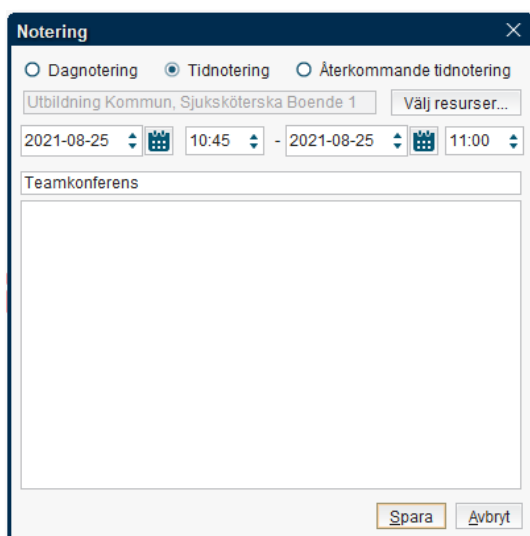 Notering
Dagnotering Tidnotering Återkommande tidnotering
Utbildning Kommun, Sjuksköterska Boende 1 Välj resurser...
2021-08-25 10:45 - 2021-08-25 11:00
Teamkonferens
Spara Avbryt